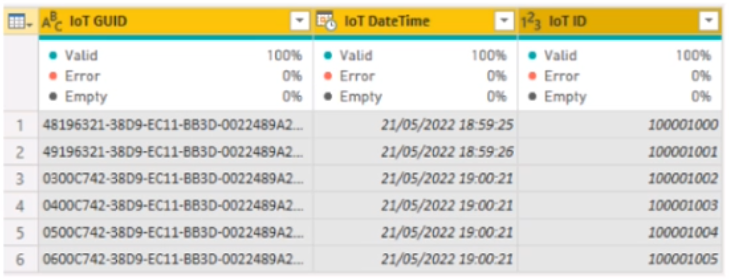 ABC IoT GUID IoT DateTime 123 IoT ID
Valid 100% Valid 100% Valid 100%
Error 0% Error 0% Error 0%
Empty 0% Empty 0% Empty 0%
1 48196321-38D9-EC11-BB3D-0022489A2... 21/05/2022 18:59:25 100001000
2 49196321-38D9-EC11-BB3D-0022489A2... 21/05/2022 18:59:26 100001001
3 0300C742-38D9-EC11-BB3D-0022489A2... 21/05/2022 19:00:21 100001002
4 0400C742-38D9-EC11-BB3D-0022489A2... 21/05/2022 19:00:21 100001003
5 0500C742-38D9-EC11-BB3D-0022489A2... 21/05/2022 19:00:21 100001004
6 0600C742-38D9-EC11-BB3D-0022489A2... 21/05/2022 19:00:21 100001005